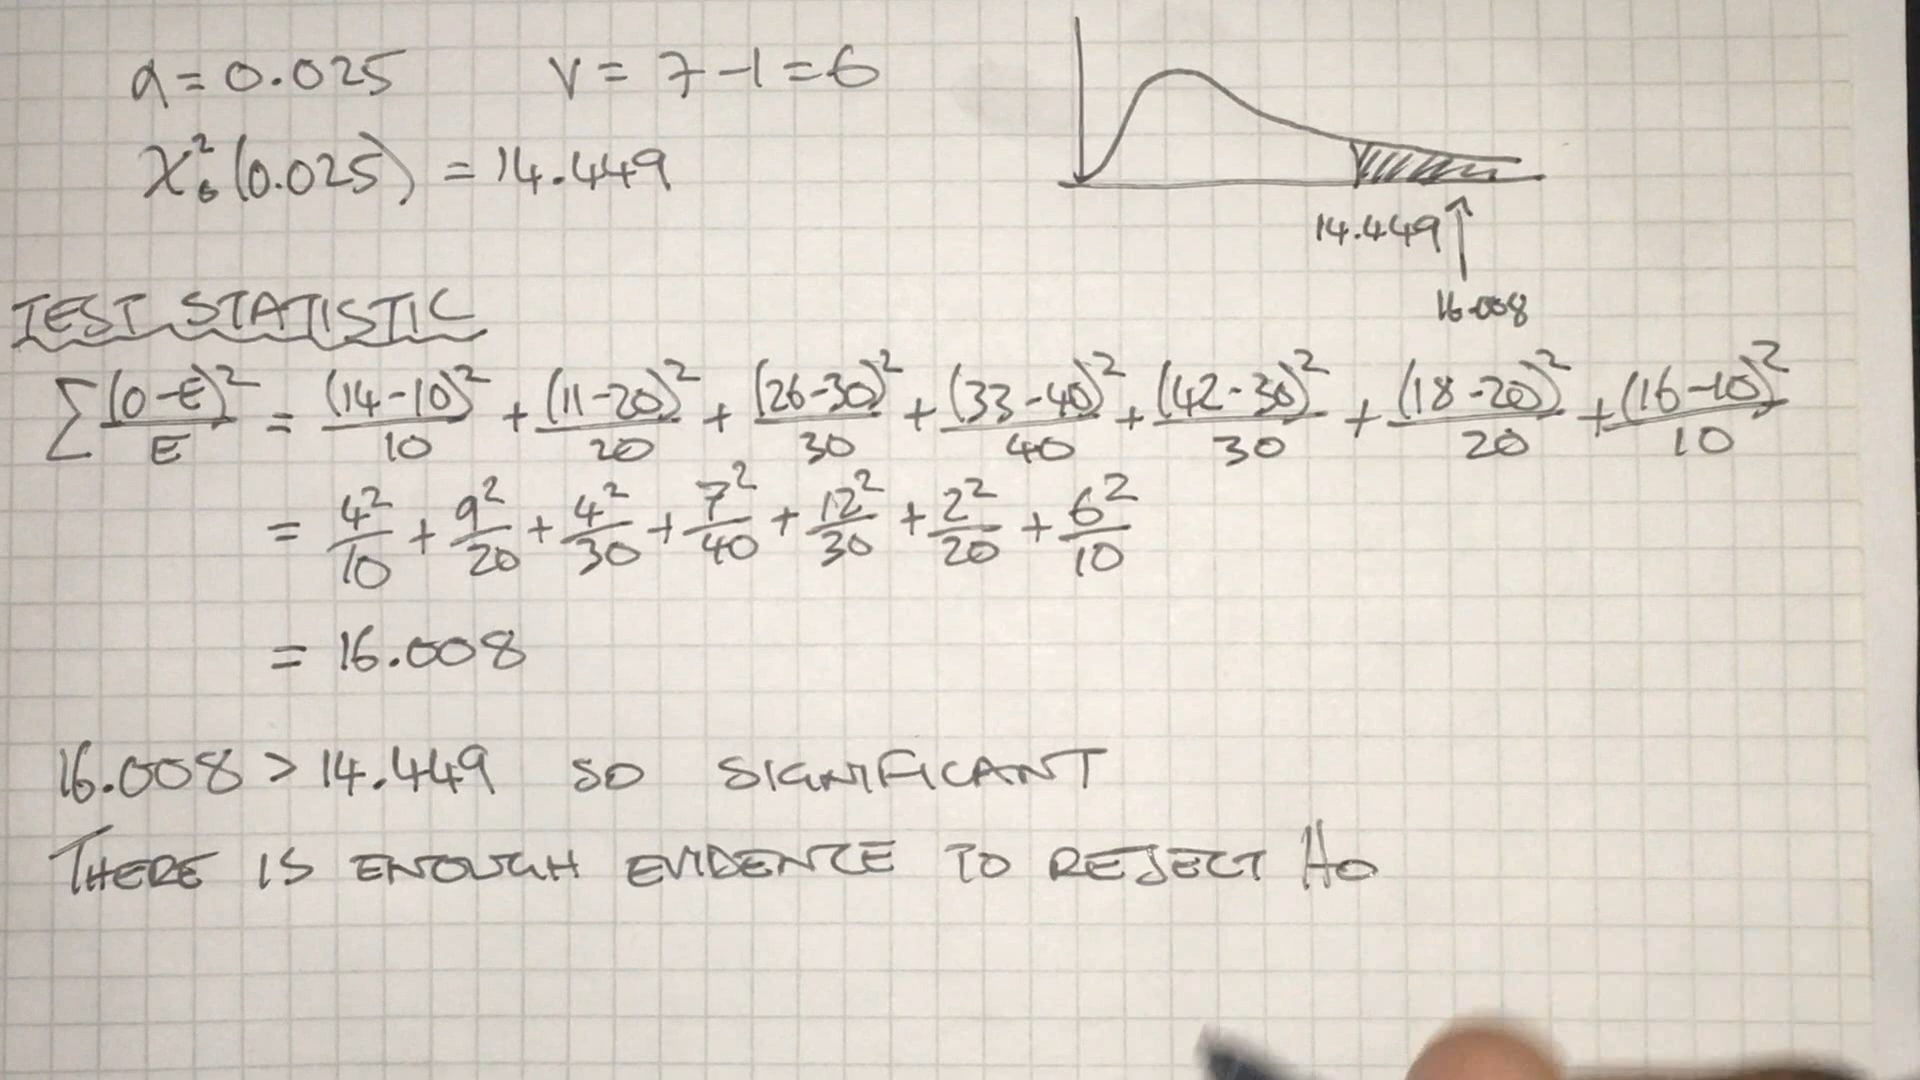 α = 0.025 ν = 7 - 1 = 6
χ²₆ (0.025) = 14.449
14.449
16.008
TEST STATISTIC
∑ (O-E)²/E = (14-10)²/10 + (11-20)²/20 + (26-30)²/30 + (33-40)²/40 + (42-30)²/30 + (18-20)²/20 + (16-10)²/10
= 4²/10 + 9²/20 + 4²/30 + 7²/40 + 12²/30 + 2²/20 + 6²/10
= 16.008
16.008 > 14.449 SO SIGNIFICANT
THERE IS ENOUGH EVIDENCE TO REJECT H₀